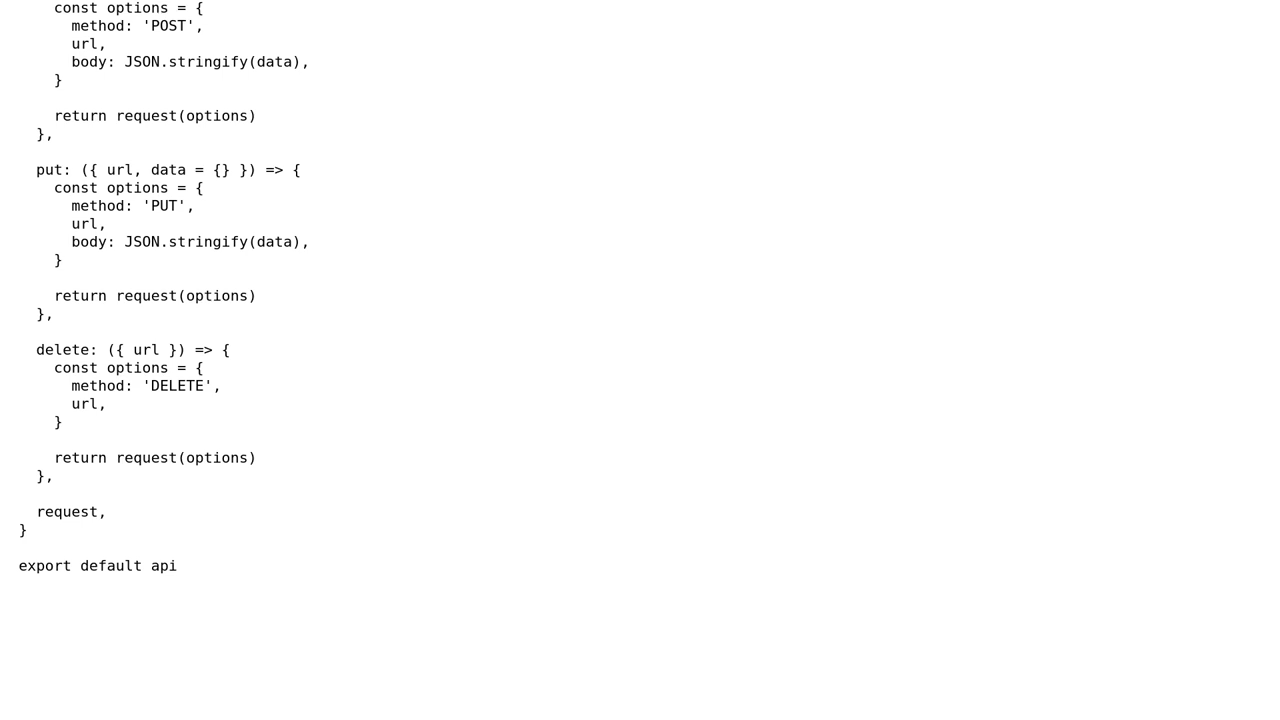 const options = {
      method: 'POST',
      url,
      body: JSON.stringify(data),
    }

    return request(options)
  },

  put: ({ url, data = {} }) => {
    const options = {
      method: 'PUT',
      url,
      body: JSON.stringify(data),
    }

    return request(options)
  },

  delete: ({ url }) => {
    const options = {
      method: 'DELETE',
      url,
    }

    return request(options)
  },

  request,
}

export default api